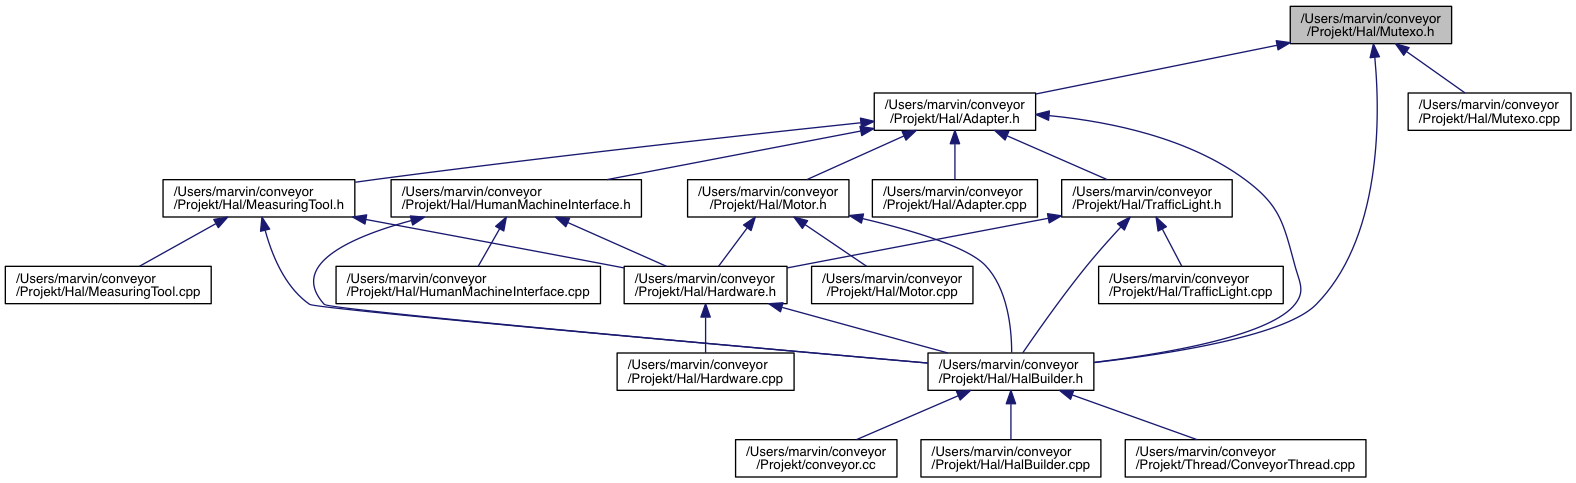 /Users/marvin/conveyor
/Projekt/Hal/Mutexo.h
/Users/marvin/conveyor
/Projekt/Hal/Adapter.h
/Users/marvin/conveyor
/Projekt/Hal/Mutexo.cpp
/Users/marvin/conveyor
/Projekt/Hal/MeasuringTool.h
/Users/marvin/conveyor
/Projekt/Hal/HumanMachineInterface.h
/Users/marvin/conveyor
/Projekt/Hal/Motor.h
/Users/marvin/conveyor
/Projekt/Hal/Adapter.cpp
/Users/marvin/conveyor
/Projekt/Hal/TrafficLight.h
/Users/marvin/conveyor
/Projekt/Hal/MeasuringTool.cpp
/Users/marvin/conveyor
/Projekt/Hal/HumanMachineInterface.cpp
/Users/marvin/conveyor
/Projekt/Hal/Hardware.h
/Users/marvin/conveyor
/Projekt/Hal/Motor.cpp
/Users/marvin/conveyor
/Projekt/Hal/TrafficLight.cpp
/Users/marvin/conveyor
/Projekt/Hal/Hardware.cpp
/Users/marvin/conveyor
/Projekt/Hal/HalBuilder.h
/Users/marvin/conveyor
/Projekt/conveyor.cc
/Users/marvin/conveyor
/Projekt/Hal/HalBuilder.cpp
/Users/marvin/conveyor
/Projekt/Thread/ConveyorThread.cpp